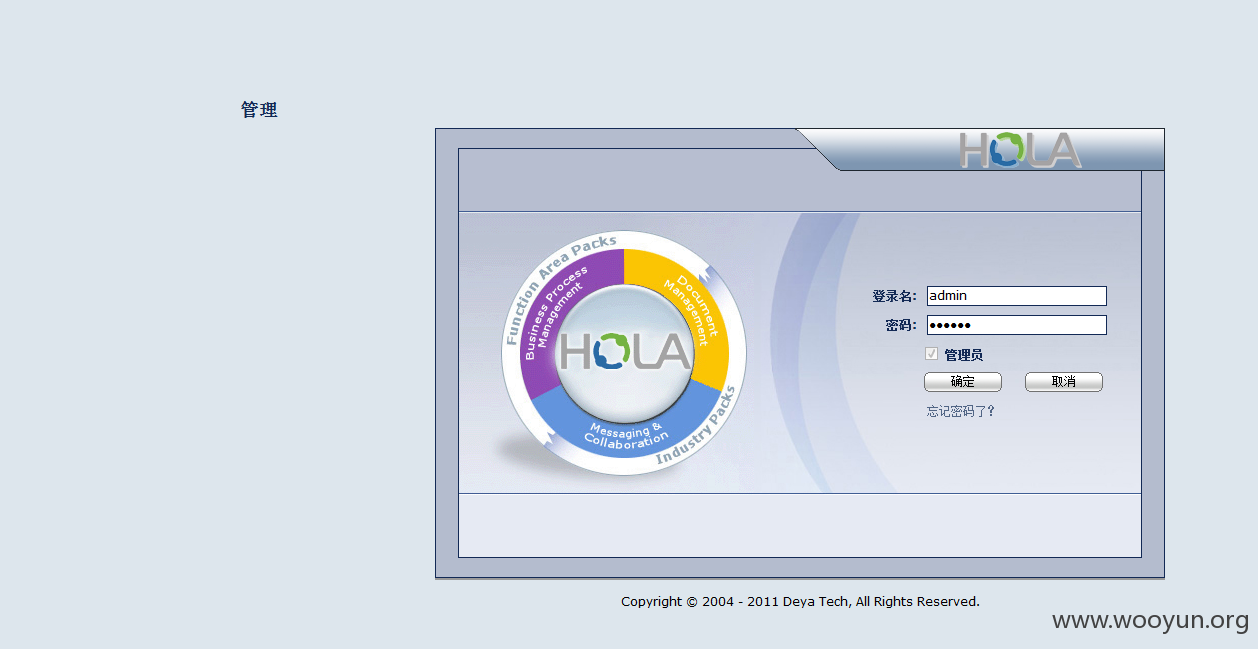 管理
HOLA
Function Area Packs
Business Process
Management
Document
Management
HOLA
Messaging &
Collaboration
Industry Packs
登录名: admin
密码: ●●●●●●
管理员
确定 取消
忘记密码了?
Copyright © 2004 - 2011 Deya Tech, All Rights Reserved.
www.wooyun.org